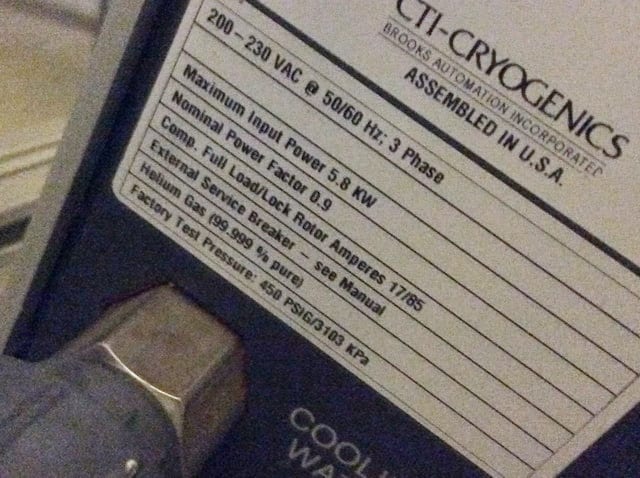 CTI-CRYOGENICS
BROOKS AUTOMATION INCORPORATED
ASSEMBLED IN U.S.A.
200 – 230 VAC @ 50/60 Hz; 3 Phase
Maximum Input Power 5.8 KW
Nominal Power Factor 0.9
Comp. Full Load/Lock Rotor Amperes 17/85
External Service Breaker – see Manual
Helium Gas (99.999 % pure)
Factory Test Pressure: 450 PSIG/3103 KPa